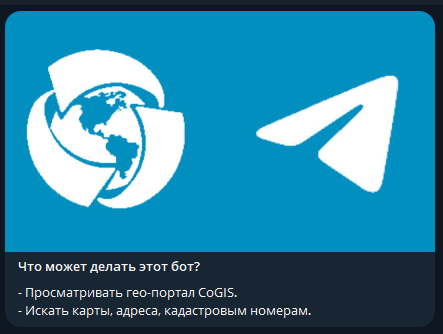 Что может делать этот бот?
- Просматривать гео-портал CoGIS.
- Искать карты, адреса, кадастровым номерам.